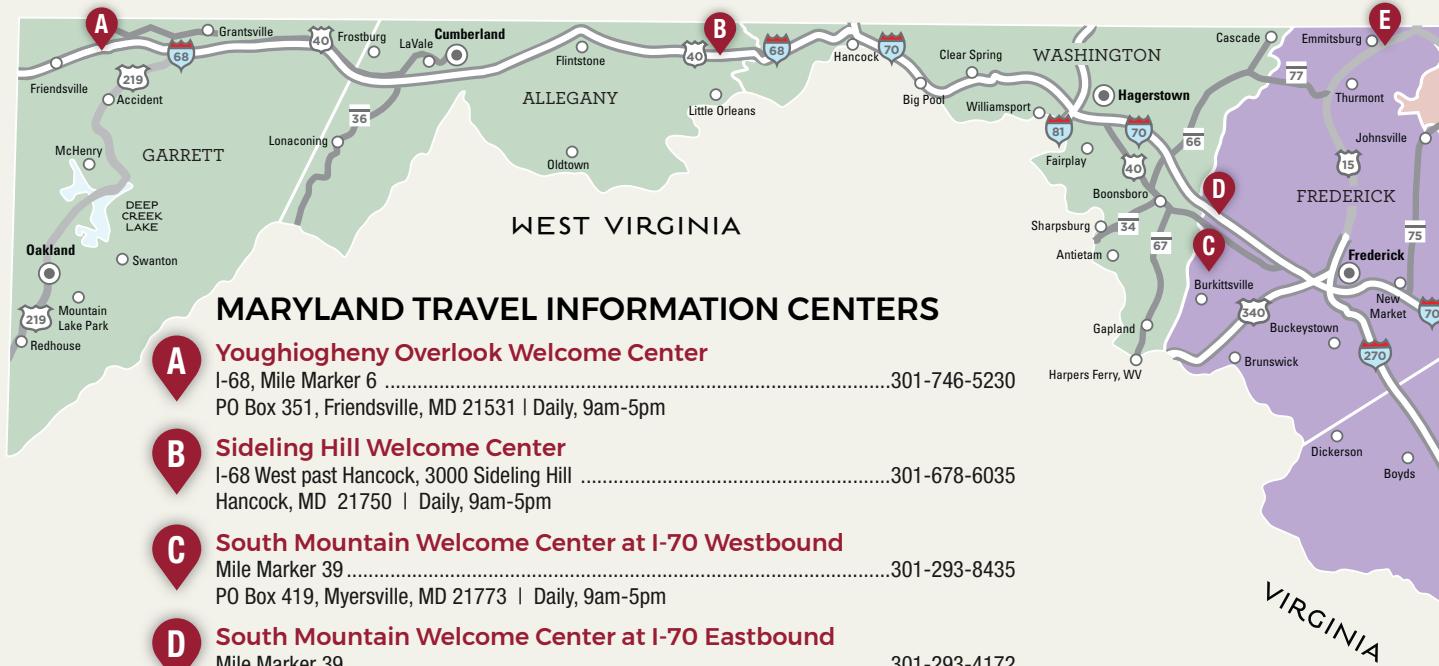 A
B
E
Grantsville
40
Frostburg
Cumberland
LaVale
68
Friendsville
219
Accident
Flintstone
40
68
Hancock
70
Clear Spring
WASHINGTON
Cascade
Emmitsburg
77
Thurmont
ALLEGANY
Little Orleans
Big Pool
Williamsport
Hagerstown
36
Lonaconing
McHenry
GARRETT
Oldtown
81
70
66
Johnsville
Fairplay
40
15
DEEP
CREEK
LAKE
Boonsboro
D
FREDERICK
WEST VIRGINIA
Sharpsburg
34
67
75
Oakland
Swanton
Antietam
C
Frederick
Burkittsville
Mountain
Lake Park
219
Redhouse
340
New
Market
70
Buckeystown
Gapland
270
Brunswick
Harpers Ferry, WV
Dickerson
Boyds
VIRGINIA
MARYLAND TRAVEL INFORMATION CENTERS
A
Youghiogheny Overlook Welcome Center
I-68, Mile Marker 6 ..........301-746-5230
PO Box 351, Friendsville, MD 21531 | Daily, 9am-5pm
B
Sideling Hill Welcome Center
I-68 West past Hancock, 3000 Sideling Hill ..........301-678-6035
Hancock, MD 21750 | Daily, 9am-5pm
C
South Mountain Welcome Center at I-70 Westbound
Mile Marker 39..........301-293-8435
PO Box 419, Myersville, MD 21773 | Daily, 9am-5pm
D
South Mountain Welcome Center at I-70 Eastbound
Mile Marker 39..........301-293-4172